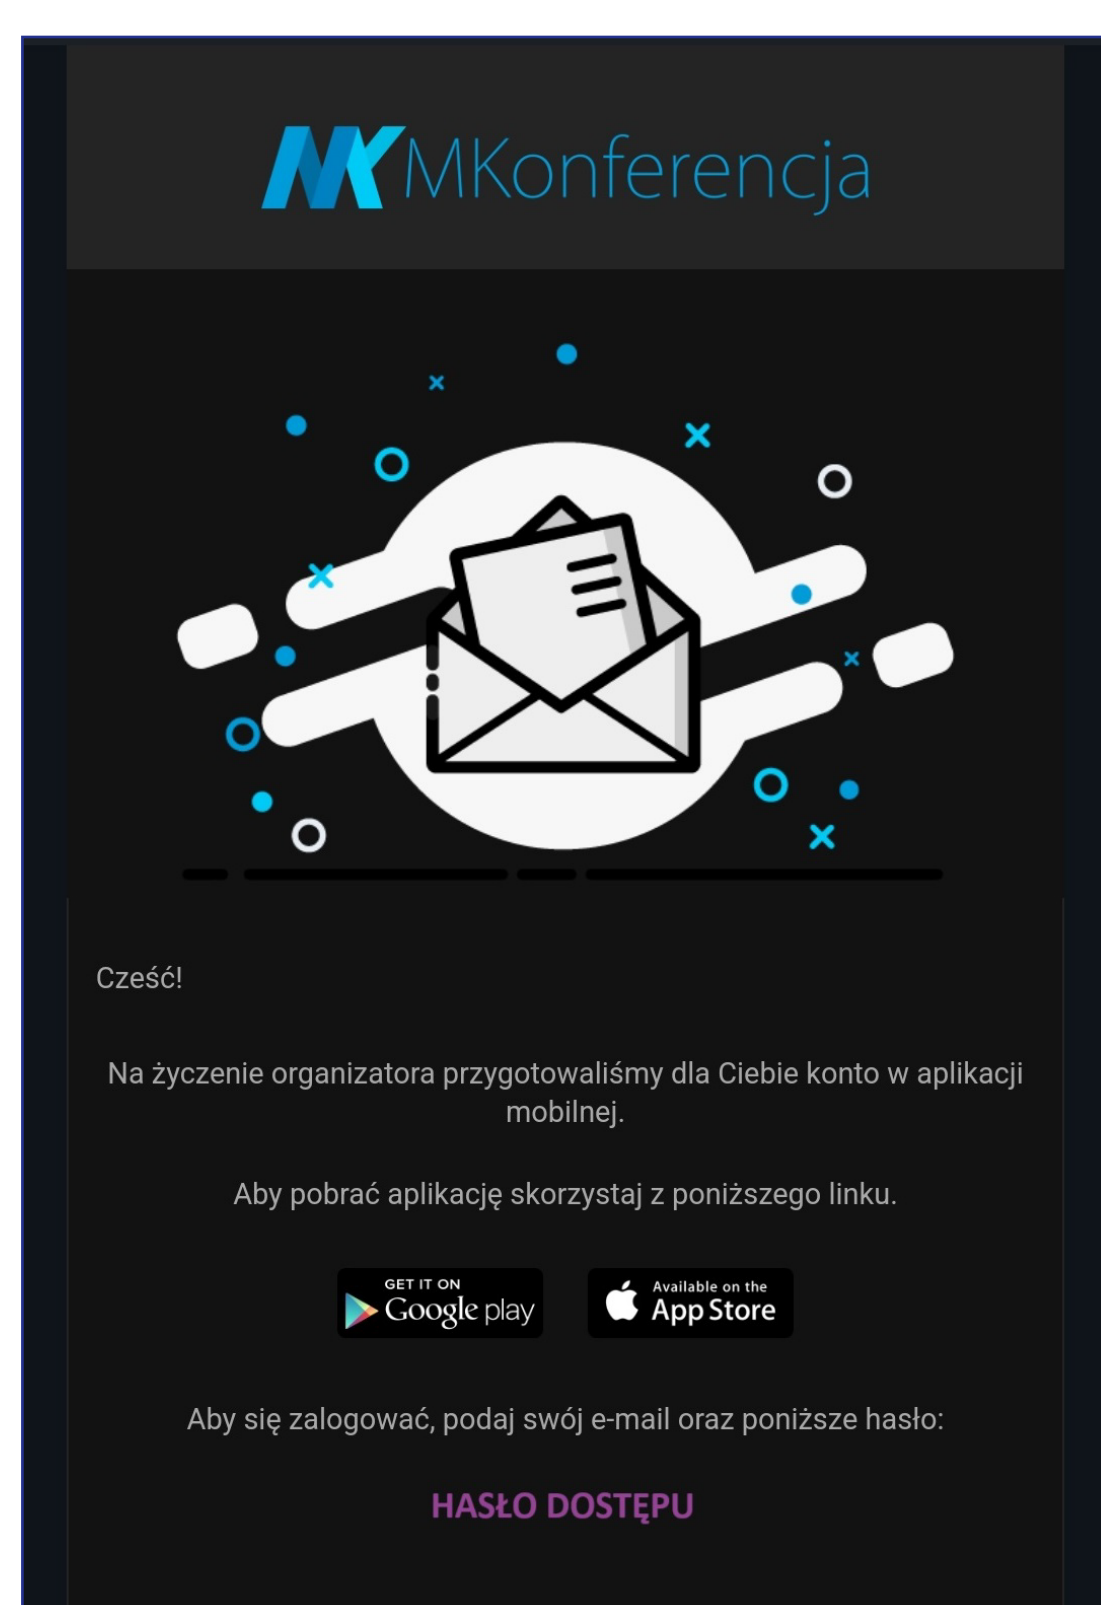 MKonferencja
Cześć!
Na życzenie organizatora przygotowaliśmy dla Ciebie konto w aplikacji
mobilnej.
Aby pobrać aplikację skorzystaj z poniższego linku.
GET IT ON
Google play
Available on the
App Store
Aby się zalogować, podaj swój e-mail oraz poniższe hasło:
HASŁO DOSTĘPU